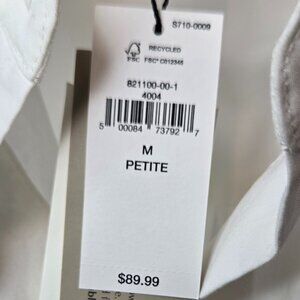 S710-0009
RECYCLED
FSC FSC* C012345
821100-00-1
4004
5 00084 73792 7
M
PETITE
$89.99